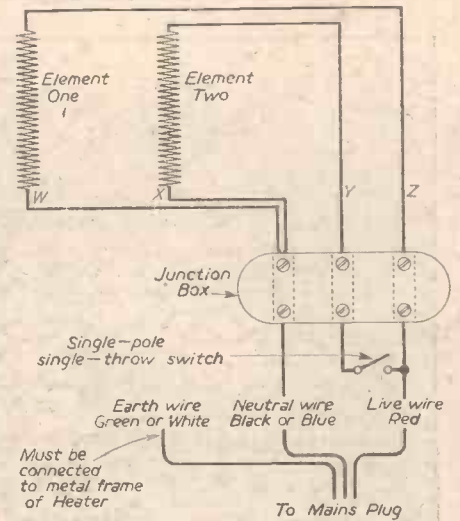 Element
One
Element
Two
W
X
Y
Z
Junction
Box
Single-pole
single-throw switch
Earth wire
Green or White
Neutral wire
Black or Blue
Live wire
Red
Must be
connected
to metal frame
of Heater
To Mains Plug